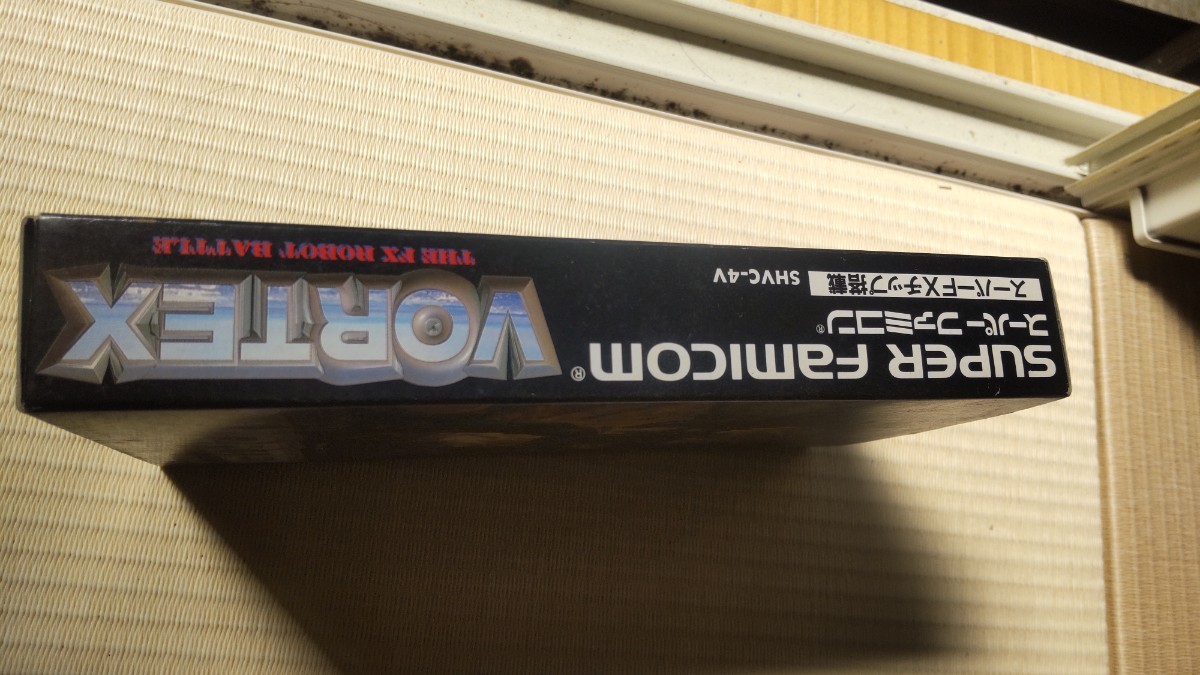 SUPER FAMICOM®
スーパーファミコン®
スーパーFXチップ搭載 SHVC-4V
VORTEX
THE FX ROBOT BATTLE